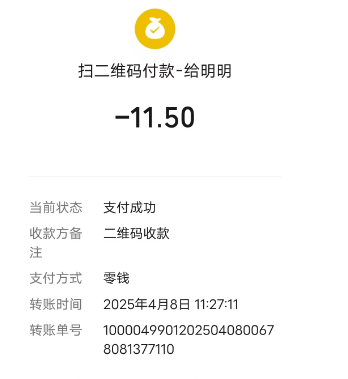 扫二维码付款-给明明
-11.50
当前状态 支付成功
收款方备 二维码收款
注
支付方式 零钱
转账时间 2025年4月8日 11:27:11
转账单号 1000049901202504080067
8081377110